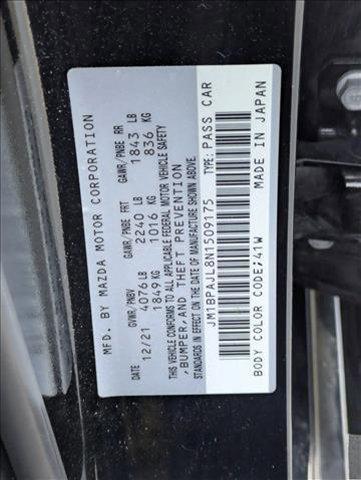 MFD. BY MAZDA MOTOR CORPORATION
DATE GVWR/PNBV GAWR/PNBE FRT GAWR/PNBE RR
12/21 4076 LB 2240 LB 1843 LB
1849 KG 1016 KG 836 KG
THIS VEHICLE CONFORMS TO ALL APPLICABLE FEDERAL MOTOR VEHICLE SAFETY
,BUMPER,AND THEFT PREVENTION
STANDARDS IN EFFECT ON THE DATE OF MANUFACTURE SHOWN ABOVE.
JM1BPAJL8N1509175 TYPE: PASS CAR
BODY COLOR CODE;41W MADE IN JAPAN